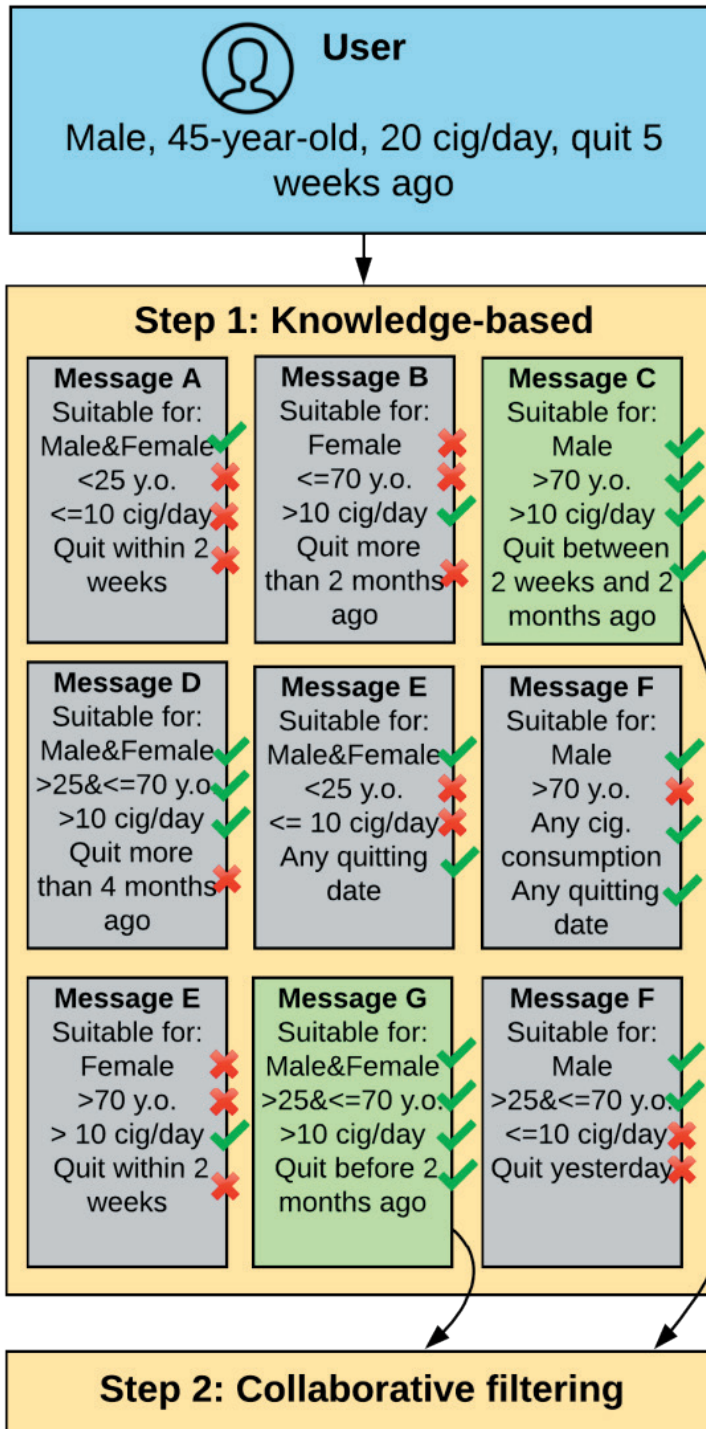 User
Male, 45-year-old, 20 cig/day, quit 5
weeks ago
Step 1: Knowledge-based
Message A
Suitable for:
Male&Female
<25 y.o.
<=10 cig/day
Quit within 2
weeks
Message B
Suitable for:
Female
<=70 y.o.
>10 cig/day
Quit more
than 2 months
ago
Message C
Suitable for:
Male
>70 y.o.
>10 cig/day
Quit between
2 weeks and 2
months ago
Message D
Suitable for:
Male&Female
>25&<=70 y.o.
>10 cig/day
Quit more
than 4 months
ago
Message E
Suitable for:
Male&Female
<25 y.o.
<= 10 cig/day
Any quitting
date
Message F
Suitable for:
Male
>70 y.o.
Any cig.
consumption
Any quitting
date
Message E
Suitable for:
Female
>70 y.o.
> 10 cig/day
Quit within 2
weeks
Message G
Suitable for:
Male&Female
>25&<=70 y.o.
>10 cig/day
Quit before 2
months ago
Message F
Suitable for:
Male
>25&<=70 y.o.
<=10 cig/day
Quit yesterday
Step 2: Collaborative filtering